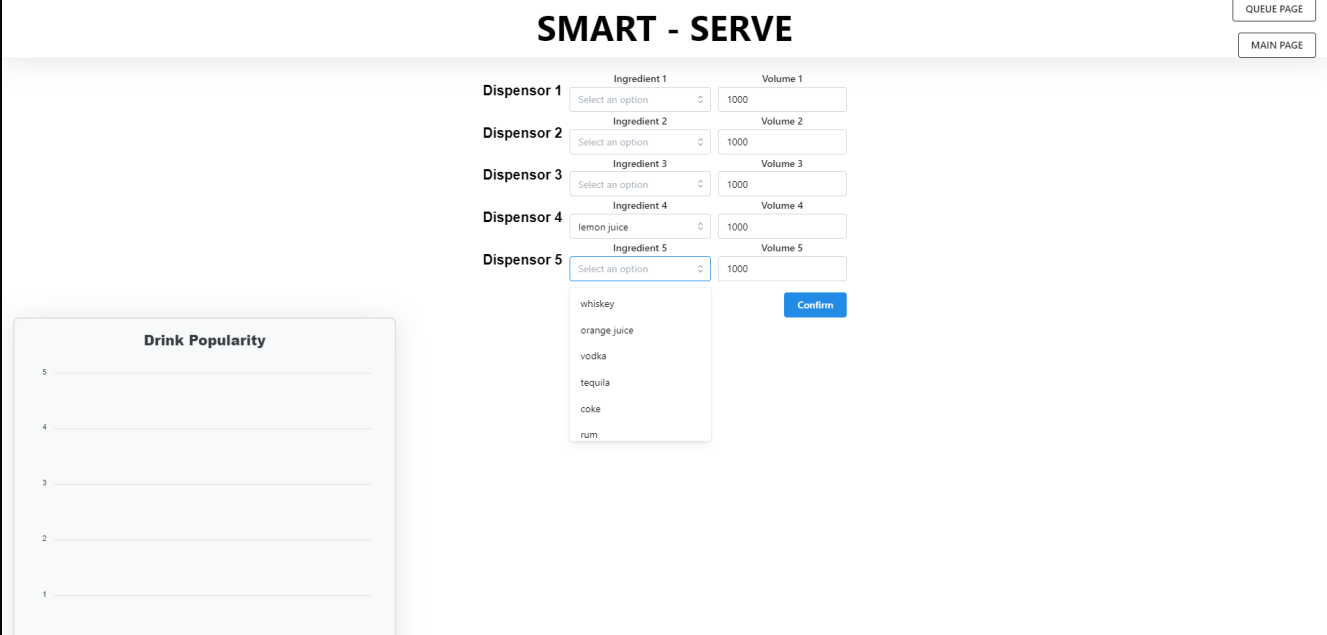 QUEUE PAGE
SMART - SERVE
MAIN PAGE
Ingredient 1 Volume 1
Dispensor 1 Select an option 1000
Ingredient 2 Volume 2
Dispensor 2 Select an option 1000
Ingredient 3 Volume 3
Dispensor 3 Select an option 1000
Ingredient 4 Volume 4
Dispensor 4 lemon juice 1000
Ingredient 5 Volume 5
Dispensor 5 Select an option 1000
whiskey
Confirm
orange juice
vodka
tequila
coke
rum
Drink Popularity
5
4
3
2
1